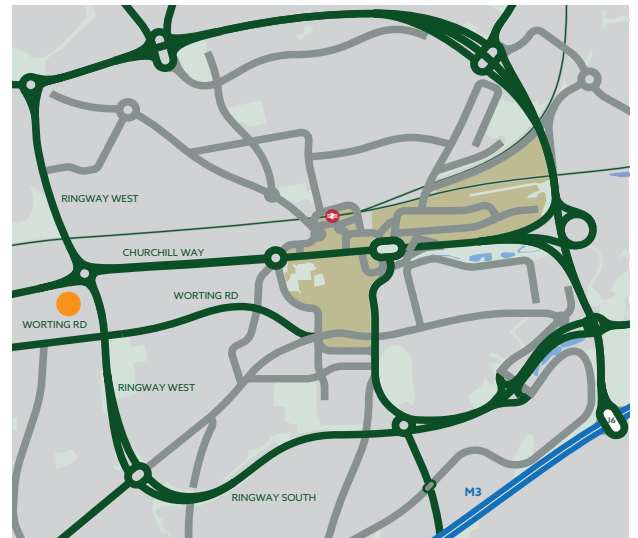 RINGWAY WEST
CHURCHILL WAY
WORTING RD
WORTING RD
RINGWAY WEST
RINGWAY SOUTH
M3
J6